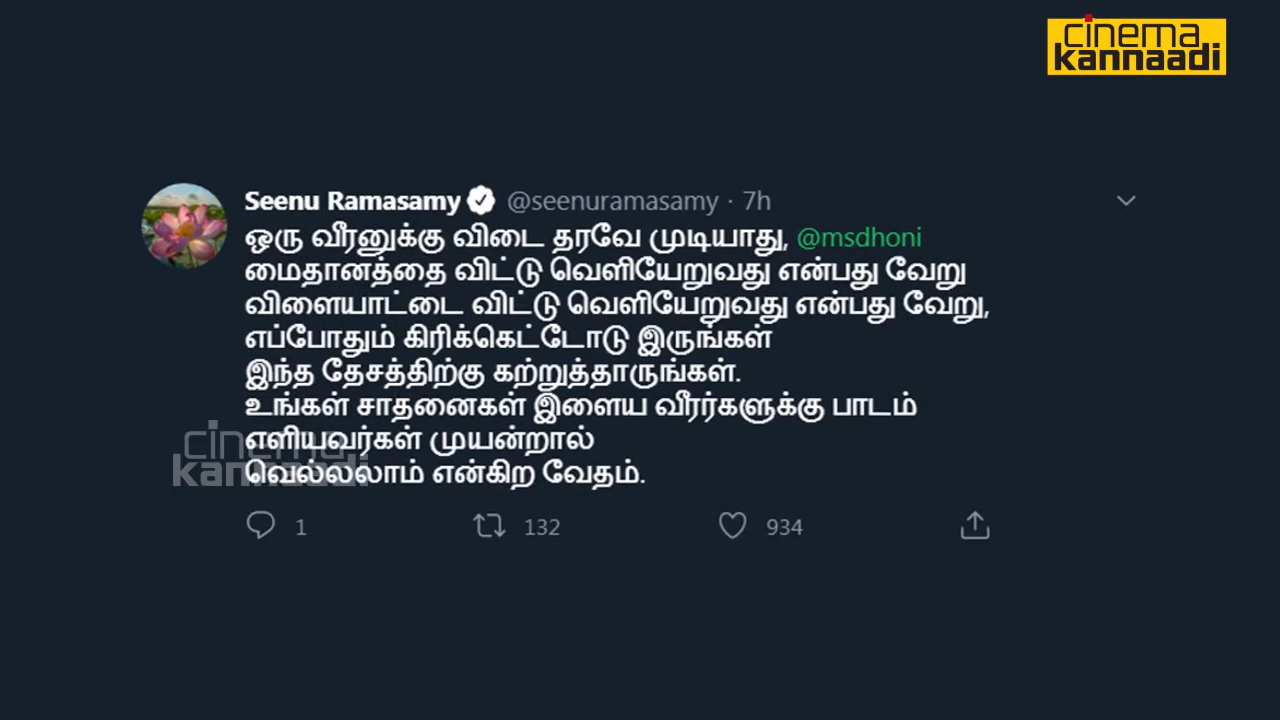 cinema
kannaadi
Seenu Ramasamy @seenuramasamy · 7h
ஒரு வீரனுக்கு விடை தரவே முடியாது, @msdhoni
மைதானத்தை விட்டு வெளியேறுவது என்பது வேறு
விளையாட்டை விட்டு வெளியேறுவது என்பது வேறு,
எப்போதும் கிரிக்கெட்டோடு இருங்கள்
இந்த தேசத்திற்கு கற்றுத்தாருங்கள்.
உங்கள் சாதனைகள் இளைய வீரர்களுக்கு பாடம்
எளியவர்கள் முயன்றால்
வெல்லலாம் என்கிற வேதம்.
cinema
kannaadi
1 132 934